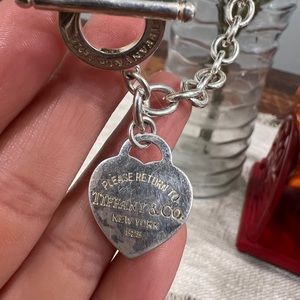 PLEASE RETURN TO
TIFFANY & CO.
NEW YORK
925